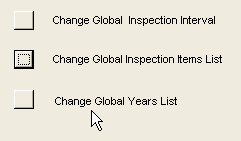 Change Global  Inspection Interval
Change Global Inspection Items List
Change Global Years List